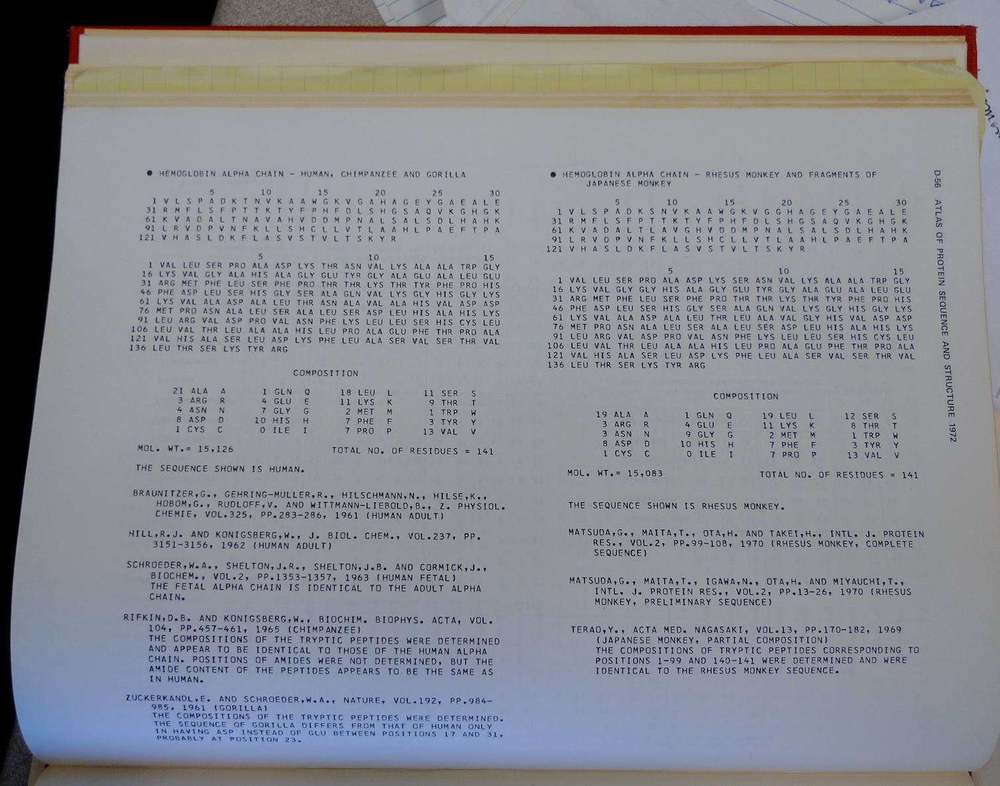 ● HEMOGLOBIN ALPHA CHAIN - HUMAN, CHIMPANZEE AND GORILLA
5 10 15 20 25 30
1 V L S P A D K T N V K A A W G K V G A H A G E Y G A E A L E
31 R M F L S F P T T K T Y F P H F D L S H G S A Q V K G H G K
61 K V A D A L T N A V A H V D D M P N A L S A L S D L H A H K
91 L R V D P V N F K L L S H C L L V T L A A H L P A E F T P A
121 V H A S L D K F L A S V S T V L T S K Y R
5 10 15
1 VAL LEU SER PRO ALA ASP LYS THR ASN VAL LYS ALA ALA TRP GLY
16 LYS VAL GLY ALA HIS ALA GLY GLU TYR GLY ALA GLU ALA LEU GLU
31 ARG MET PHE LEU SER PHE PRO THR THR LYS THR TYR PHE PRO HIS
46 PHE ASP LEU SER HIS GLY SER ALA GLN VAL LYS GLY HIS GLY LYS
61 LYS VAL ALA ASP ALA LEU THR ASN ALA VAL ALA HIS VAL ASP ASP
76 MET PRO ASN ALA LEU SER ALA LEU SER ASP LEU HIS ALA HIS LYS
91 LEU ARG VAL ASP PRO VAL ASN PHE LYS LEU LEU SER HIS CYS LEU
106 LEU VAL THR LEU ALA ALA HIS LEU PRO ALA GLU PHE THR PRO ALA
121 VAL HIS ALA SER LEU ASP LYS PHE LEU ALA SER VAL SER THR VAL
136 LEU THR SER LYS TYR ARG
COMPOSITION
21 ALA A 1 GLN Q 18 LEU L 11 SER S
3 ARG R 4 GLU E 11 LYS K 9 THR T
4 ASN N 7 GLY G 2 MET M 1 TRP W
8 ASP D 10 HIS H 7 PHE F 3 TYR Y
1 CYS C 0 ILE I 7 PRO P 13 VAL V
MOL. WT.= 15,126 TOTAL NO. OF RESIDUES = 141
THE SEQUENCE SHOWN IS HUMAN.
BRAUNITZER,G., GEHRING-MULLER,R., HILSCHMANN,N., HILSE,K.,
HOBOM,G., RUDLOFF,V. AND WITTMANN-LIEBOLD,B., Z. PHYSIOL.
CHEMIE, VOL.325, PP.283-286, 1961 (HUMAN ADULT)
HILL,R.J. AND KONIGSBERG,W., J. BIOL. CHEM., VOL.237, PP.
3151-3156, 1962 (HUMAN ADULT)
SCHROEDER,W.A., SHELTON,J.R., SHELTON,J.B. AND CORMICK,J.,
BIOCHEM., VOL.2, PP.1353-1357, 1963 (HUMAN FETAL)
THE FETAL ALPHA CHAIN IS IDENTICAL TO THE ADULT ALPHA
CHAIN.
RIFKIN,D.B. AND KONIGSBERG,W., BIOCHIM. BIOPHYS. ACTA, VOL.
104, PP.457-461, 1965 (CHIMPANZEE)
THE COMPOSITIONS OF THE TRYPTIC PEPTIDES WERE DETERMINED
AND APPEAR TO BE IDENTICAL TO THOSE OF THE HUMAN ALPHA
CHAIN. POSITIONS OF AMIDES WERE NOT DETERMINED, BUT THE
AMIDE CONTENT OF THE PEPTIDES APPEARS TO BE THE SAME AS
IN HUMAN.
ZUCKERKANDL,E. AND SCHROEDER,W.A., NATURE, VOL.192, PP.984-
985, 1961 (GORILLA)
THE COMPOSITIONS OF THE TRYPTIC PEPTIDES WERE DETERMINED.
THE SEQUENCE OF GORILLA DIFFERS FROM THAT OF HUMAN ONLY
IN HAVING ASP INSTEAD OF GLU BETWEEN POSITIONS 17 AND 31,
PROBABLY AT POSITION 23.
● HEMOGLOBIN ALPHA CHAIN - RHESUS MONKEY AND FRAGMENTS OF
JAPANESE MONKEY
5 10 15 20 25 30
1 V L S P A D K S N V K A A W G K V G G H A G E Y G A E A L E
31 R M F L S F P T T K T Y F P H F D L S H G S A Q V K G H G K
61 K V A D A L T L A V G H V D D M P N A L S A L S D L H A H K
91 L R V D P V N F K L L S H C L L V T L A A H L P A E F T P A
121 V H A S L D K F L A S V S T V L T S K Y R
5 10 15
1 VAL LEU SER PRO ALA ASP LYS SER ASN VAL LYS ALA ALA TRP GLY
16 LYS VAL GLY GLY HIS ALA GLY GLU TYR GLY ALA GLU ALA LEU GLU
31 ARG MET PHE LEU SER PHE PRO THR THR LYS THR TYR PHE PRO HIS
46 PHE ASP LEU SER HIS GLY SER ALA GLN VAL LYS GLY HIS GLY LYS
61 LYS VAL ALA ASP ALA LEU THR LEU ALA VAL GLY HIS VAL ASP ASP
76 MET PRO ASN ALA LEU SER ALA LEU SER ASP LEU HIS ALA HIS LYS
91 LEU ARG VAL ASP PRO VAL ASN PHE LYS LEU LEU SER HIS CYS LEU
106 LEU VAL THR LEU ALA ALA HIS LEU PRO ALA GLU PHE THR PRO ALA
121 VAL HIS ALA SER LEU ASP LYS PHE LEU ALA SER VAL SER THR VAL
136 LEU THR SER LYS TYR ARG
COMPOSITION
19 ALA A 1 GLN Q 19 LEU L 12 SER S
3 ARG R 4 GLU E 11 LYS K 8 THR T
3 ASN N 9 GLY G 2 MET M 1 TRP W
8 ASP D 10 HIS H 7 PHE F 3 TYR Y
1 CYS C 0 ILE I 7 PRO P 13 VAL V
MOL. WT.= 15,083 TOTAL NO. OF RESIDUES = 141
THE SEQUENCE SHOWN IS RHESUS MONKEY.
MATSUDA,G., MAITA,T., OTA,H. AND TAKEI,H., INTL. J. PROTEIN
RES., VOL.2, PP.99-108, 1970 (RHESUS MONKEY, COMPLETE
SEQUENCE)
MATSUDA,G., MAITA,T., IGAWA,N., OTA,H. AND MIYAUCHI,T.,
INTL. J. PROTEIN RES., VOL.2, PP.13-26, 1970 (RHESUS
MONKEY, PRELIMINARY SEQUENCE)
TERAO,Y., ACTA MED. NAGASAKI, VOL.13, PP.170-182, 1969
(JAPANESE MONKEY, PARTIAL COMPOSITION)
THE COMPOSITIONS OF TRYPTIC PEPTIDES CORRESPONDING TO
POSITIONS 1-99 AND 140-141 WERE DETERMINED AND WERE
IDENTICAL TO THE RHESUS MONKEY SEQUENCE.
D-56 ATLAS OF PROTEIN SEQUENCE AND STRUCTURE 1972